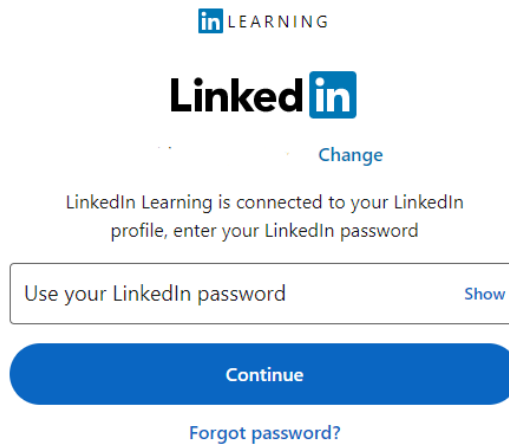 in LEARNING
Linked in
Change
LinkedIn Learning is connected to your LinkedIn
profile, enter your LinkedIn password
Use your LinkedIn password Show
Continue
Forgot password?